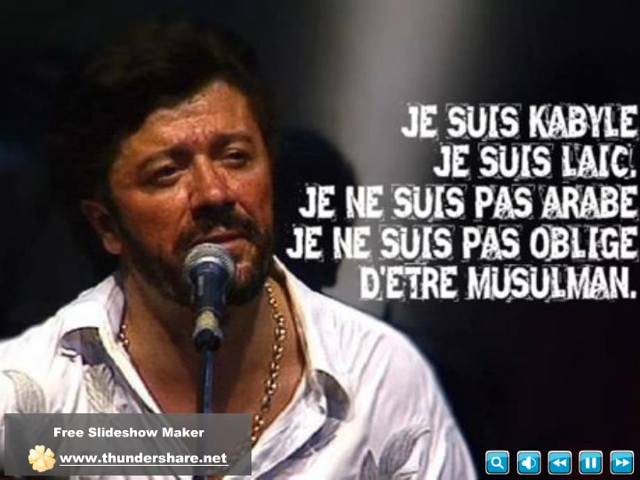 JE SUIS KABYLE
JE SUIS LAIC.
JE NE SUIS PAS ARABE
JE NE SUIS PAS OBLIGE
D'ETRE MUSULMAN.
Free Slideshow Maker
www.thundershare.net